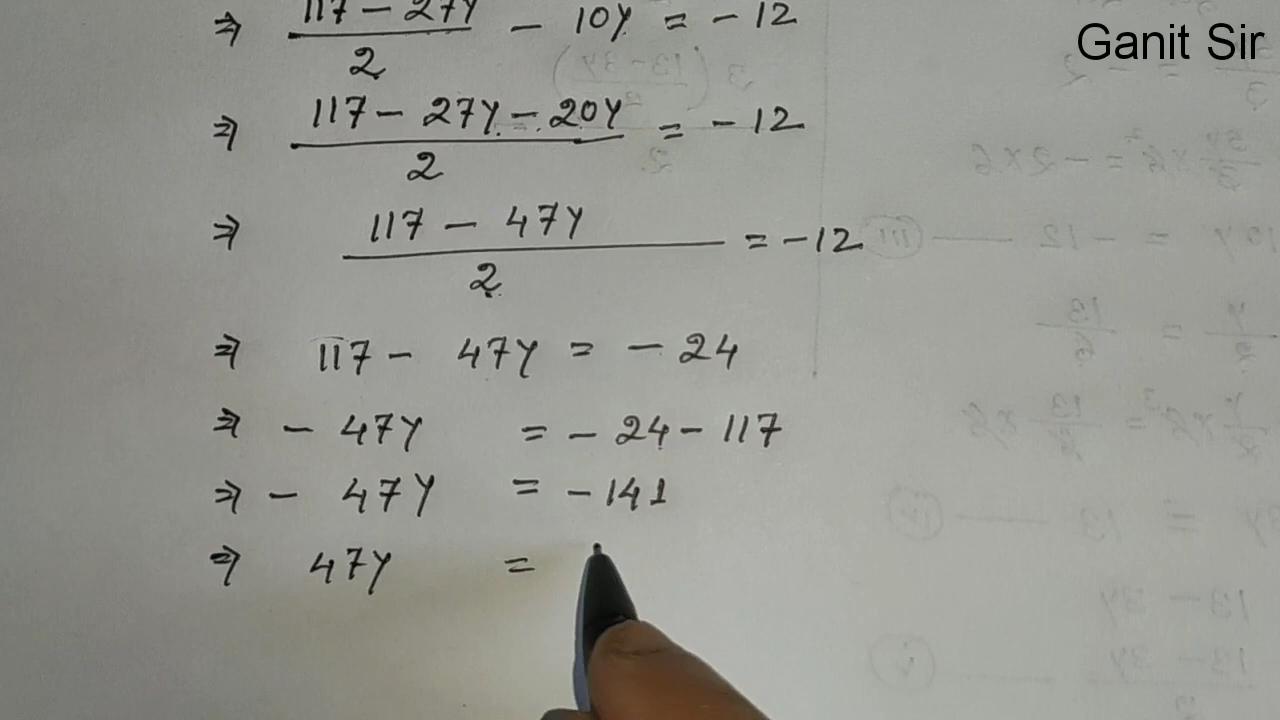 Ganit Sir
⇒ 117 - 27y / 2 - 10y = -12
⇒ 117 - 27y - 20y / 2 = -12
⇒ 117 - 47y / 2 = -12
⇒ 117 - 47y = -24
⇒ - 47y = - 24 - 117
⇒ - 47y = -141
⇒ 47y =